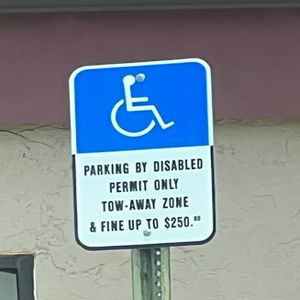 PARKING BY DISABLED
PERMIT ONLY
TOW-AWAY ZONE
& FINE UP TO $250.⁰⁰